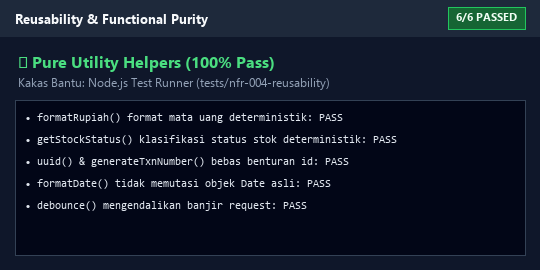 Reusability & Functional Purity
6/6 PASSED
Pure Utility Helpers (100% Pass)
Kakas Bantu: Node.js Test Runner (tests/nfr-004-reusability)
• formatRupiah() format mata uang deterministik: PASS
• getStockStatus() klasifikasi status stok deterministik: PASS
• uuid() & generateTxnNumber() bebas benturan id: PASS
• formatDate() tidak memutasi objek Date asli: PASS
• debounce() mengendalikan banjir request: PASS